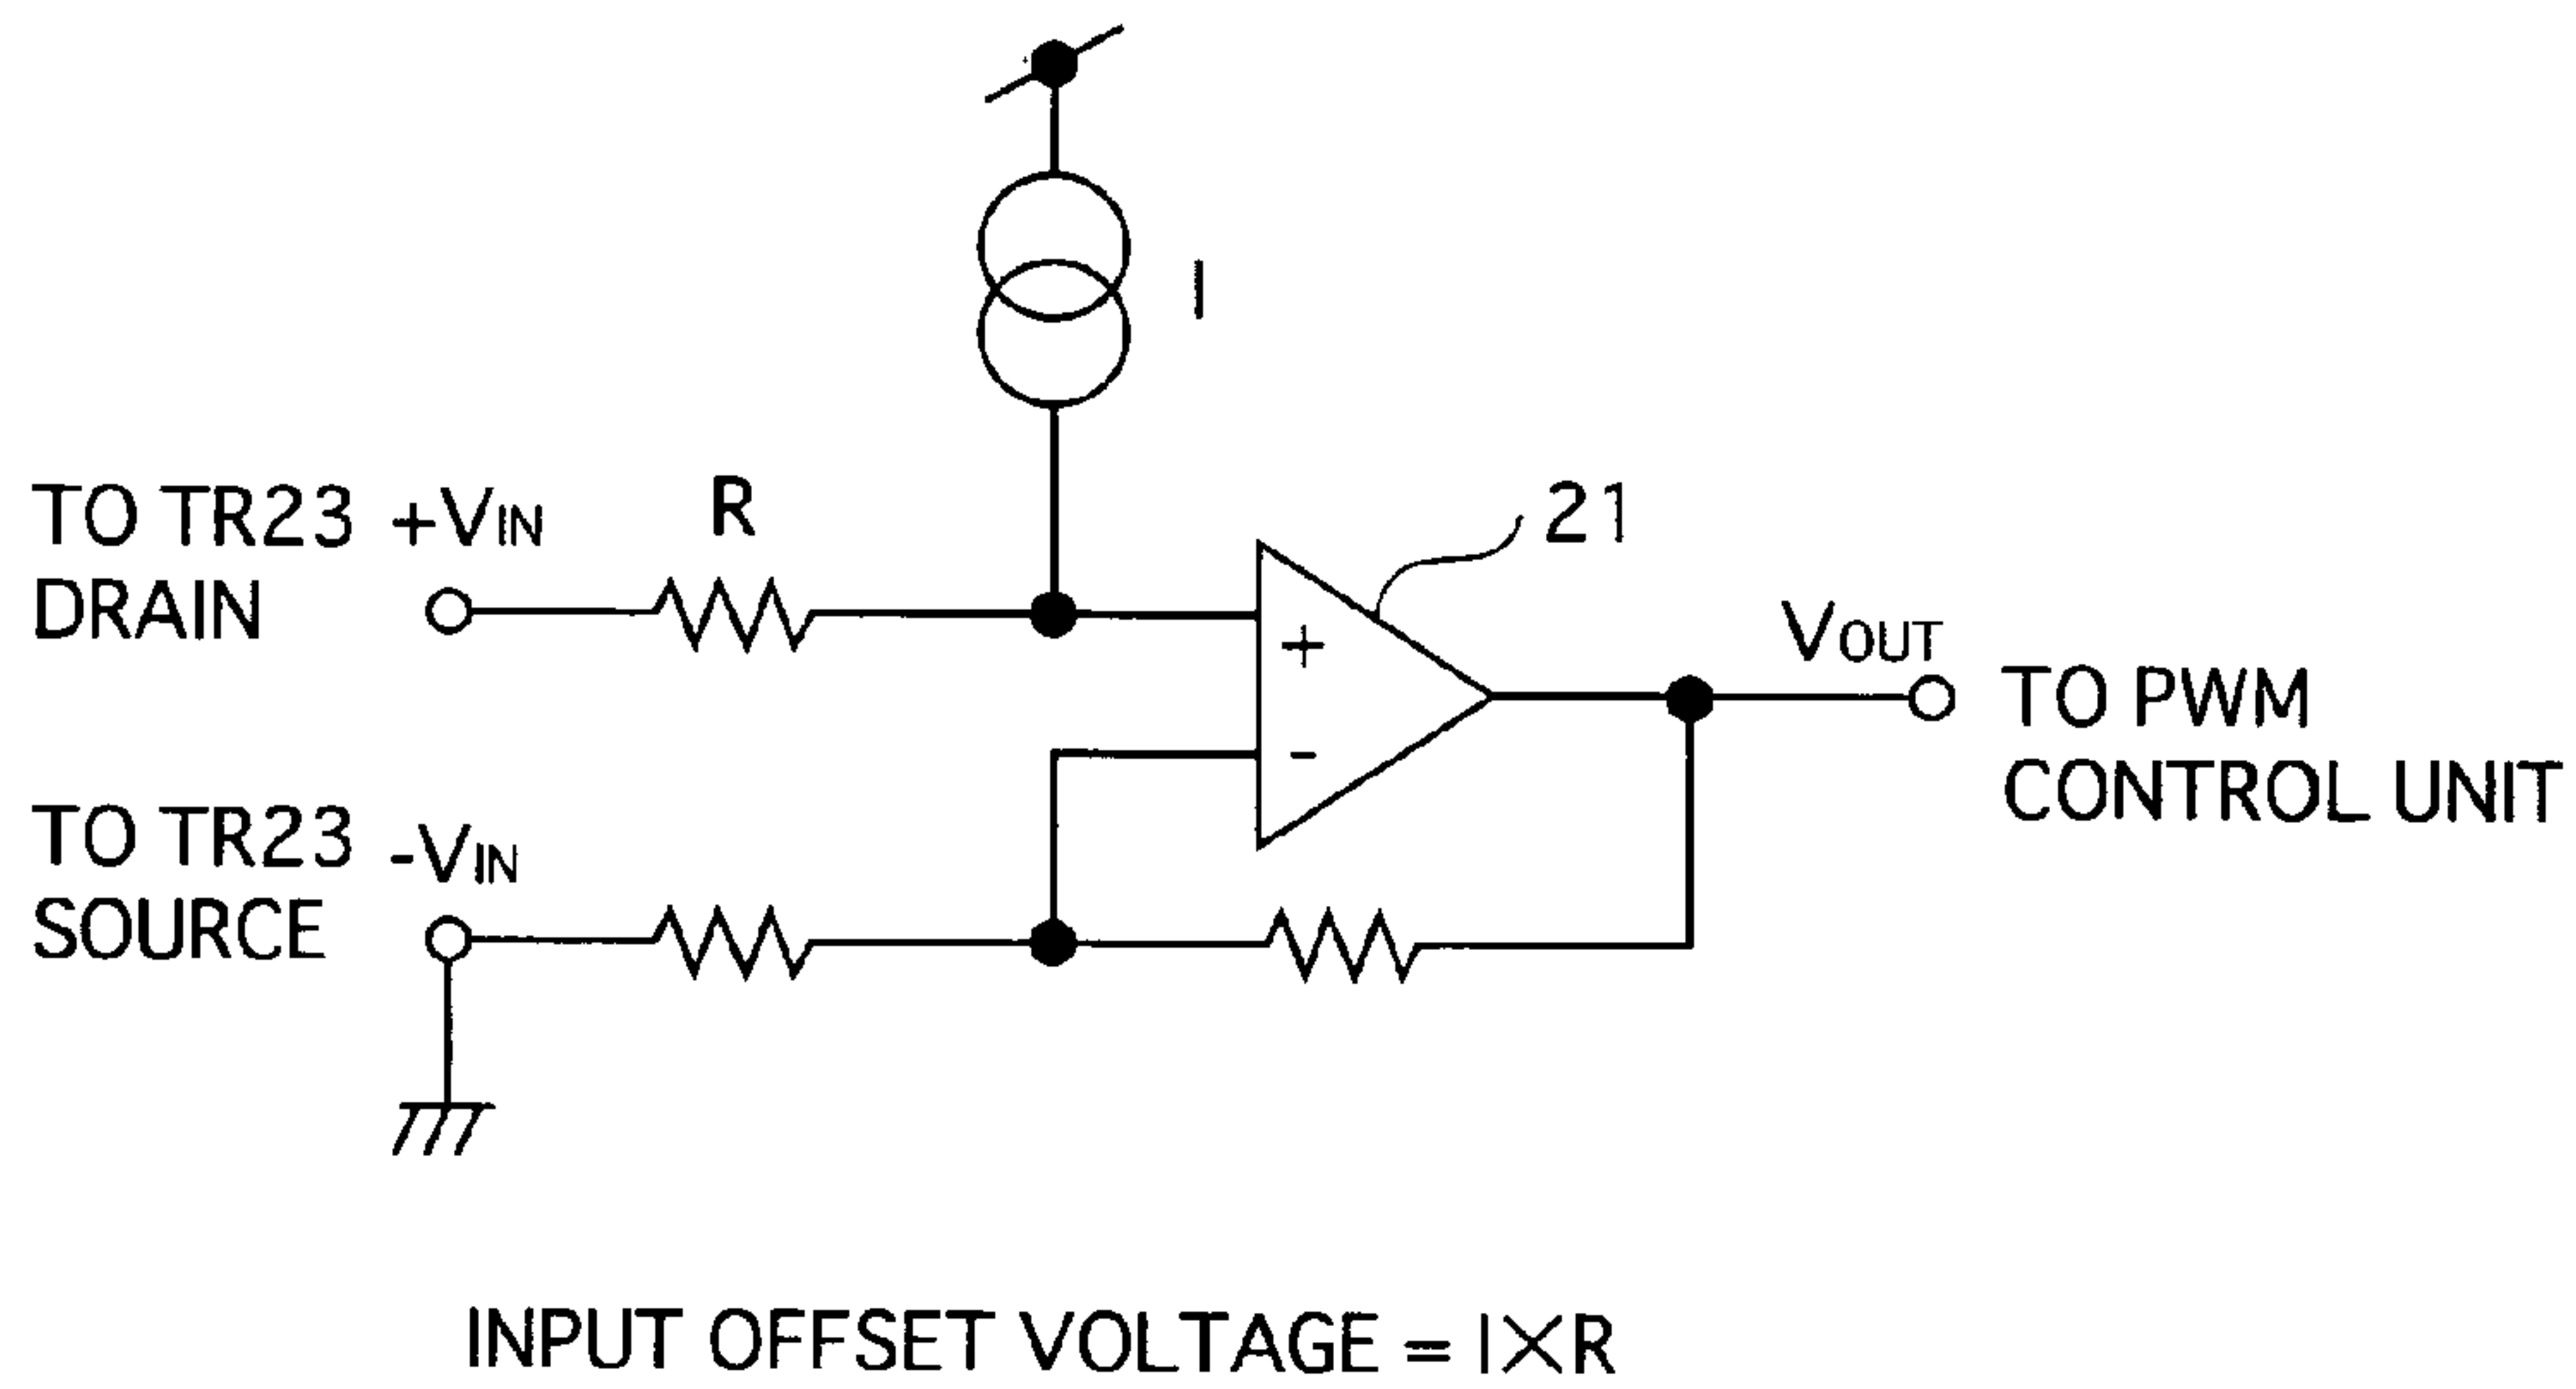 I
TO TR23 +VIN
DRAIN
R
21
+
-
VOUT
TO PWM
CONTROL UNIT
TO TR23 -VIN
SOURCE
INPUT OFFSET VOLTAGE = I×R